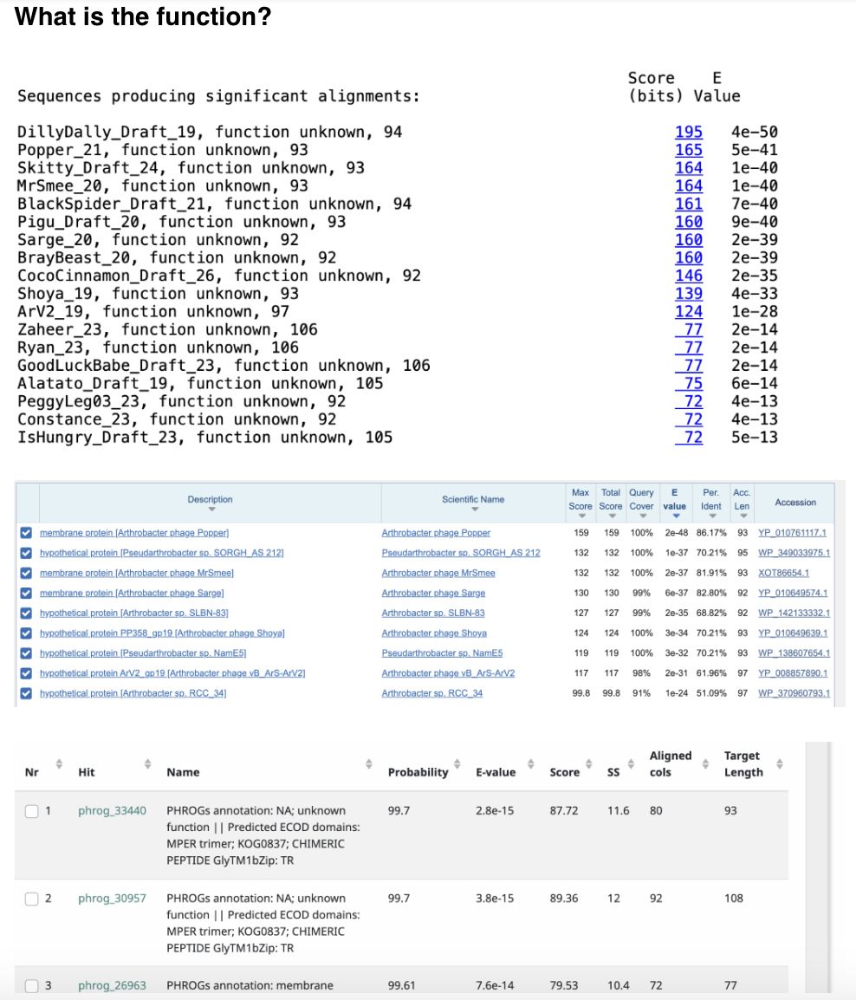 What is the function?
Score E
Sequences producing significant alignments: (bits) Value
DillyDally_Draft_19, function unknown, 94 195 4e-50
Popper_21, function unknown, 93 165 5e-41
Skitty_Draft_24, function unknown, 93 164 1e-40
MrSmee_20, function unknown, 93 164 1e-40
BlackSpider_Draft_21, function unknown, 94 161 7e-40
Pigu_Draft_20, function unknown, 93 160 9e-40
Sarge_20, function unknown, 92 160 2e-39
BrayBeast_20, function unknown, 92 160 2e-39
CocoCinnamon_Draft_26, function unknown, 92 146 2e-35
Shoya_19, function unknown, 93 139 4e-33
ArV2_19, function unknown, 97 124 1e-28
Zaheer_23, function unknown, 106 77 2e-14
Ryan_23, function unknown, 106 77 2e-14
GoodLuckBabe_Draft_23, function unknown, 106 77 2e-14
Alatato_Draft_19, function unknown, 105 75 6e-14
PeggyLeg03_23, function unknown, 92 72 4e-13
Constance_23, function unknown, 92 72 4e-13
IsHungry_Draft_23, function unknown, 105 72 5e-13
Description Scientific Name Max Score Total Score Query Cover E value Per. Ident Acc. Len Accession
membrane protein [Arthrobacter phage Popper] Arthrobacter phage Popper 159 159 100% 2e-48 86.17% 93 YP_010761117.1
hypothetical protein [Pseudarthrobacter sp. SORGH_AS 212] Pseudarthrobacter sp. SORGH_AS 212 132 132 100% 1e-37 70.21% 95 WP_349033975.1
membrane protein [Arthrobacter phage MrSmee] Arthrobacter phage MrSmee 132 132 100% 2e-37 81.91% 93 XOT86654.1
membrane protein [Arthrobacter phage Sarge] Arthrobacter phage Sarge 130 130 99% 6e-37 82.80% 92 YP_010649574.1
hypothetical protein [Arthrobacter sp. SLBN-83] Arthrobacter sp. SLBN-83 127 127 99% 2e-35 68.82% 92 WP_142133332.1
hypothetical protein PP358_gp19 [Arthrobacter phage Shoya] Arthrobacter phage Shoya 124 124 100% 3e-34 70.21% 93 YP_010649639.1
hypothetical protein [Pseudarthrobacter sp. NamE5] Pseudarthrobacter sp. NamE5 119 119 100% 3e-32 70.21% 93 WP_138607654.1
hypothetical protein ArV2_gp19 [Arthrobacter phage vB_ArS-ArV2] Arthrobacter phage vB_ArS-ArV2 117 117 98% 2e-31 61.96% 97 YP_008857890.1
hypothetical protein [Arthrobacter sp. RCC_34] Arthrobacter sp. RCC_34 99.8 99.8 91% 1e-24 51.09% 97 WP_370960793.1
Nr Hit Name Probability E-value Score SS Aligned cols Target Length
1 phrog_33440 PHROGs annotation: NA; unknown 99.7 2.8e-15 87.72 11.6 80 93
function || Predicted ECOD domains:
MPER trimer; KOG0837; CHIMERIC
PEPTIDE GlyTM1bZip: TR
2 phrog_30957 PHROGs annotation: NA; unknown 99.7 3.8e-15 89.36 12 92 108
function || Predicted ECOD domains:
MPER trimer; KOG0837; CHIMERIC
PEPTIDE GlyTM1bZip: TR
3 phrog_26963 PHROGs annotation: membrane 99.61 7.6e-14 79.53 10.4 72 77